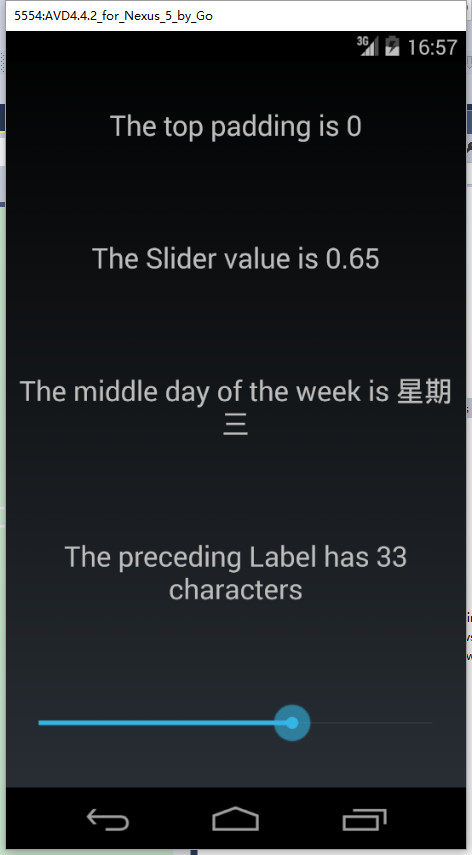 5554:AVD4.4.2_for_Nexus_5_by_Go
3G 16:57
The top padding is 0
The Slider value is 0.65
The middle day of the week is 星期
三
The preceding Label has 33
characters